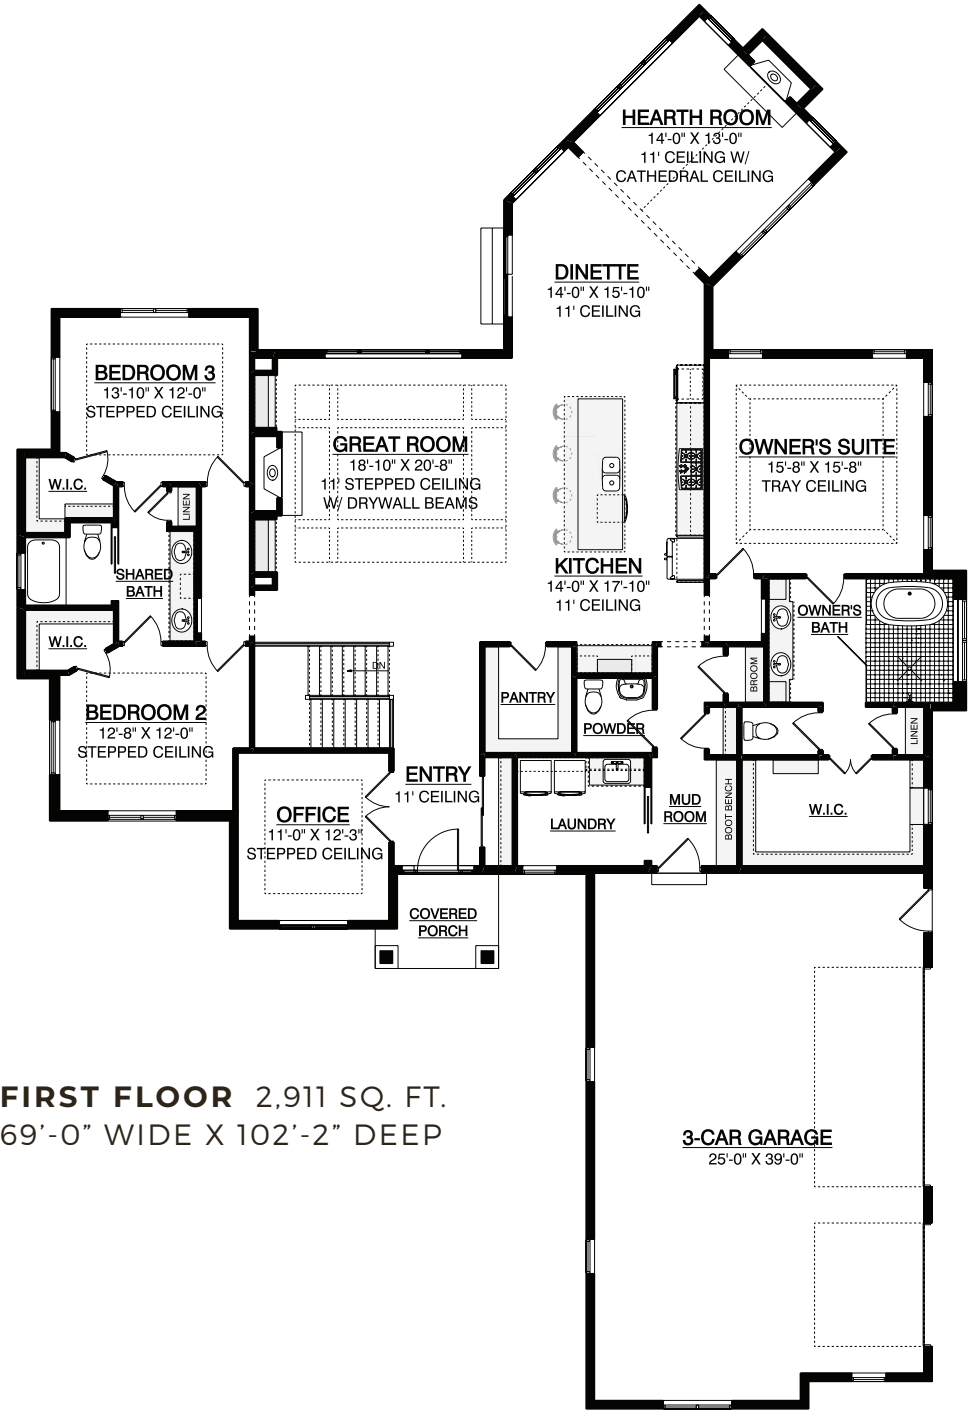 HEARTH ROOM
14'-0" X 13'-0"
11' CEILING W/
CATHEDRAL CEILING
DINETTE
14'-0" X 15'-10"
11' CEILING
BEDROOM 3
13'-10" X 12'-0"
STEPPED CEILING
GREAT ROOM
18'-10" X 20'-8"
11' STEPPED CEILING
W/ DRYWALL BEAMS
OWNER'S SUITE
15'-8" X 15'-8"
TRAY CEILING
W.I.C.
LINEN
KITCHEN
14'-0" X 17'-10"
11' CEILING
SHARED
BATH
OWNER'S
BATH
W.I.C.
DN
BROOM
PANTRY
BEDROOM 2
12'-8" X 12'-0"
STEPPED CEILING
POWDER
LINEN
ENTRY
11' CEILING
OFFICE
11'-0" X 12'-3"
STEPPED CEILING
LAUNDRY
MUD
ROOM
BOOT BENCH
W.I.C.
COVERED
PORCH
FIRST FLOOR 2,911 SQ. FT.
69’-0” WIDE X 102’-2” DEEP
3-CAR GARAGE
25'-0" X 39'-0"